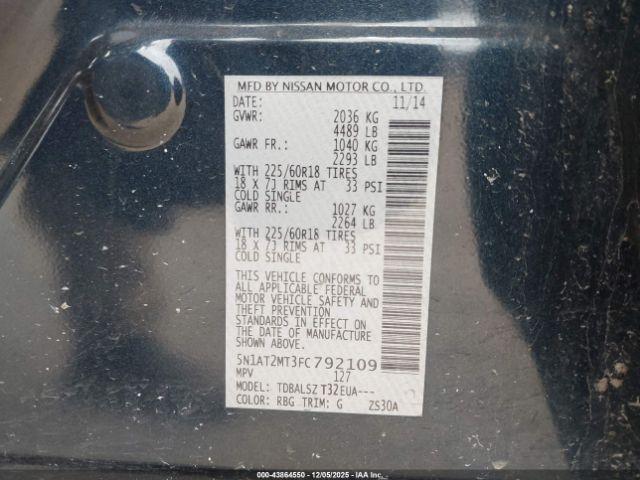 MFD BY NISSAN MOTOR CO., LTD.
DATE: 11/14
GVWR: 2036 KG
4489 LB
GAWR FR.: 1040 KG
2293 LB
WITH 225/60R18 TIRES
18 X 7J RIMS AT 33 PSI
COLD SINGLE
GAWR RR.: 1027 KG
2264 LB
WITH 225/60R18 TIRES
18 X 7J RIMS AT 33 PSI
COLD SINGLE
THIS VEHICLE CONFORMS TO
ALL APPLICABLE FEDERAL
MOTOR VEHICLE SAFETY AND
THEFT PREVENTION
STANDARDS IN EFFECT ON
THE DATE OF MANUFACTURE
SHOWN ABOVE.
5N1AT2MT3FC792109
MPV 127
MODEL: TDBALSZ T32EUA---
COLOR: RBG TRIM: G ZS30A
000-43864550 - 12/05/2025 - IAA Inc.